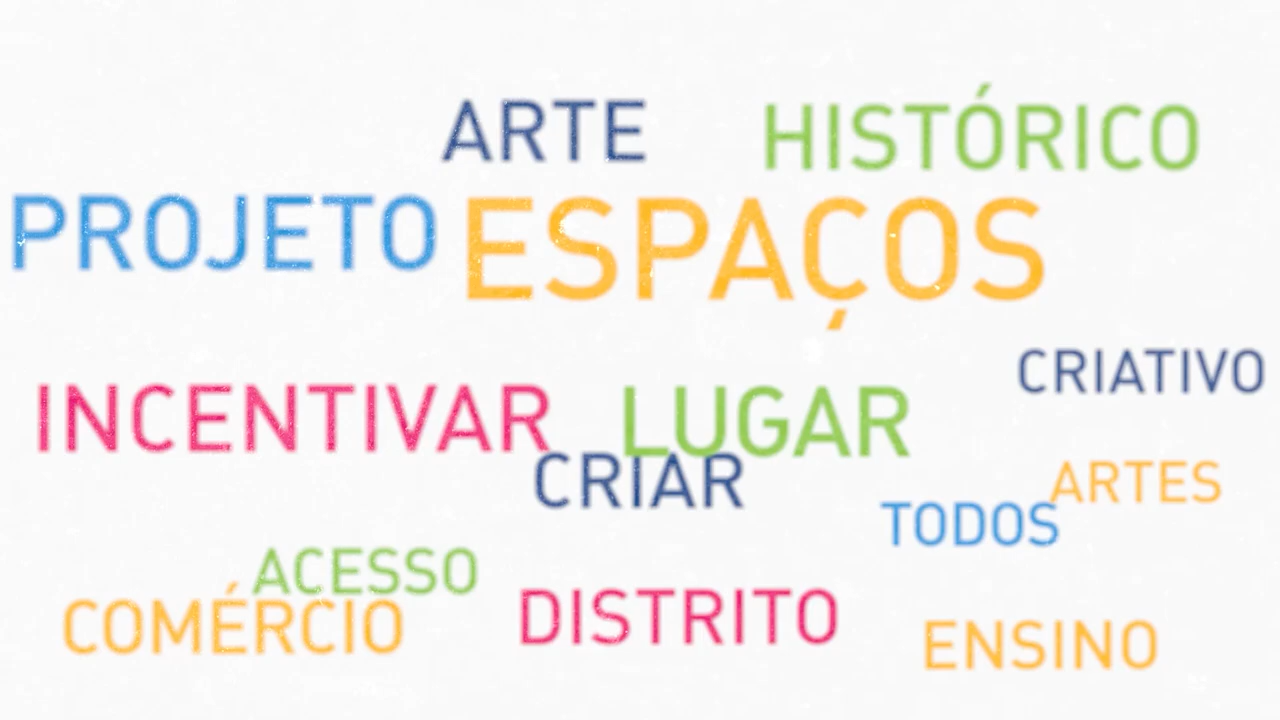 ARTE HISTÓRICO
PROJETO ESPAÇOS
CRIATIVO
INCENTIVAR LUGAR
CRIAR ARTES
TODOS
ACESSO
COMÉRCIO DISTRITO ENSINO